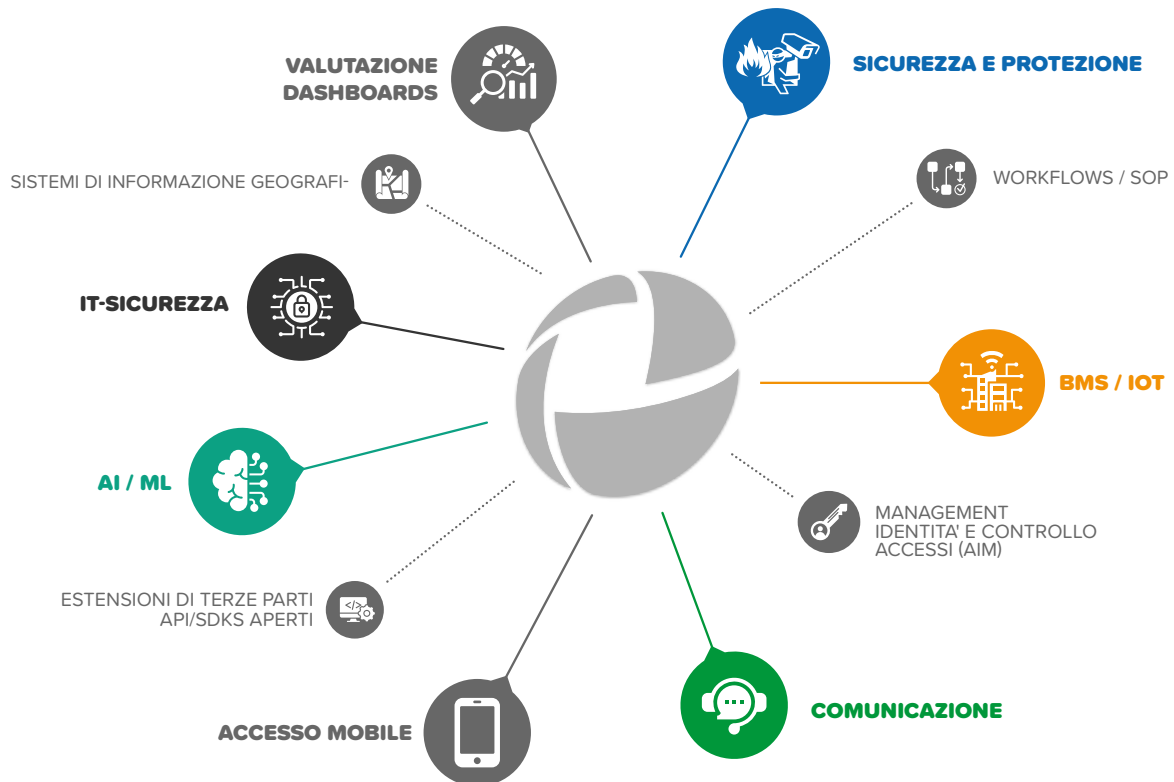 VALUTAZIONE
DASHBOARDS
SICUREZZA E PROTEZIONE
SISTEMI DI INFORMAZIONE GEOGRAFI-
WORKFLOWS / SOP
IT-SICUREZZA
BMS / IOT
AI / ML
MANAGEMENT
IDENTITA' E CONTROLLO
ACCESSI (AIM)
ESTENSIONI DI TERZE PARTI
API/SDKS APERTI
</>
ACCESSO MOBILE
COMUNICAZIONE